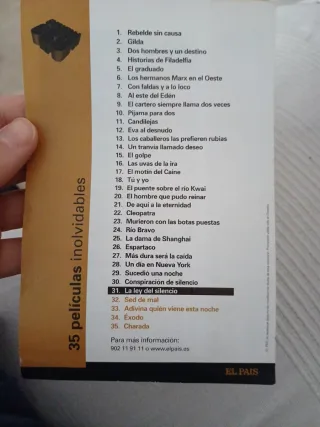 35 películas inolvidables
1. Rebelde sin causa
2. Gilda
3. Dos hombres y un destino
4. Historias de Filadelfia
5. El graduado
6. Los hermanos Marx en el Oeste
7. Con faldas y a lo loco
8. Al este del Edén
9. El cartero siempre llama dos veces
10. Pijama para dos
11. Candilejas
12. Eva al desnudo
13. Los caballeros las prefieren rubias
14. Un tranvía llamado deseo
15. El golpe
16. Las uvas de la ira
17. El motín del Caine
18. Tú y yo
19. El puente sobre el río Kwai
20. El hombre que pudo reinar
21. De aquí a la eternidad
22. Cleopatra
23. Murieron con las botas puestas
24. Río Bravo
25. La dama de Shanghai
26. Espartaco
27. Más dura será la caída
28. Un día en Nueva York
29. Sucedió una noche
30. Conspiración de silencio
31. La ley del silencio
32. Sed de mal
33. Adivina quién viene esta noche
34. Éxodo
35. Charada
Para más información:
902 11 91 11 o www.elpais.es
EL PAIS